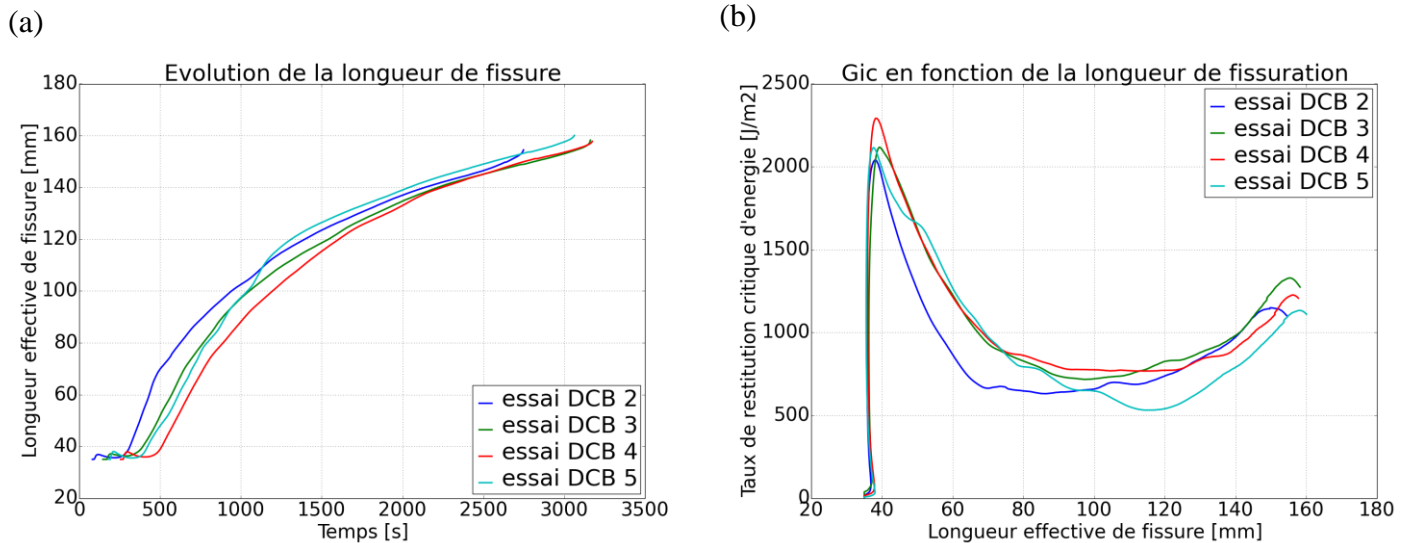 (a)
Evolution de la longueur de fissure
Longueur effective de fissure [mm]
180
160
140
120
100
80
60
40
20
0
500
1000
1500
2000
2500
3000
3500
Temps [s]
essai DCB 2
essai DCB 3
essai DCB 4
essai DCB 5
(b)
Gic en fonction de la longueur de fissuration
Taux de restitution critique d'energie [J/m2]
2500
2000
1500
1000
500
0
20
40
60
80
100
120
140
160
180
Longueur effective de fissure [mm]
essai DCB 2
essai DCB 3
essai DCB 4
essai DCB 5